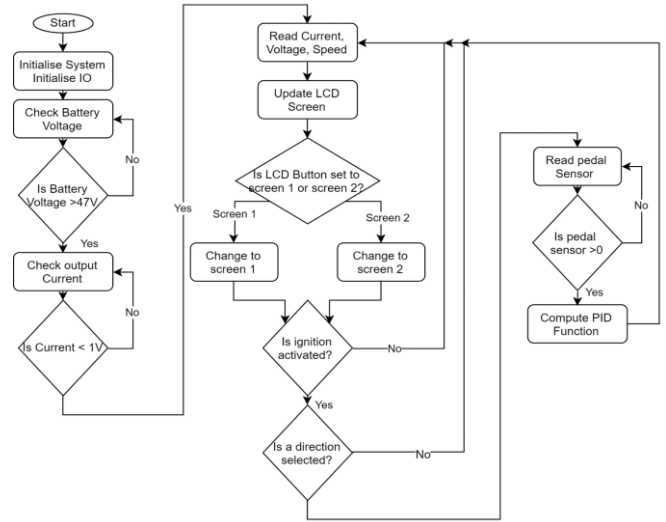 Start
Initialise System
Initialise IO
Check Battery
Voltage
No
Is Battery
Voltage >47V
Yes
Check output
Current
No
Is Current < 1V
Yes
Read Current,
Voltage, Speed
Update LCD
Screen
Is LCD Button set to
screen 1 or screen 2?
Screen 1
Screen 2
Change to
screen 1
Change to
screen 2
Is ignition
activated?
No
Yes
Is a direction
selected?
No
Read pedal
Sensor
No
Is pedal
sensor >0
Yes
Compute PID
Function